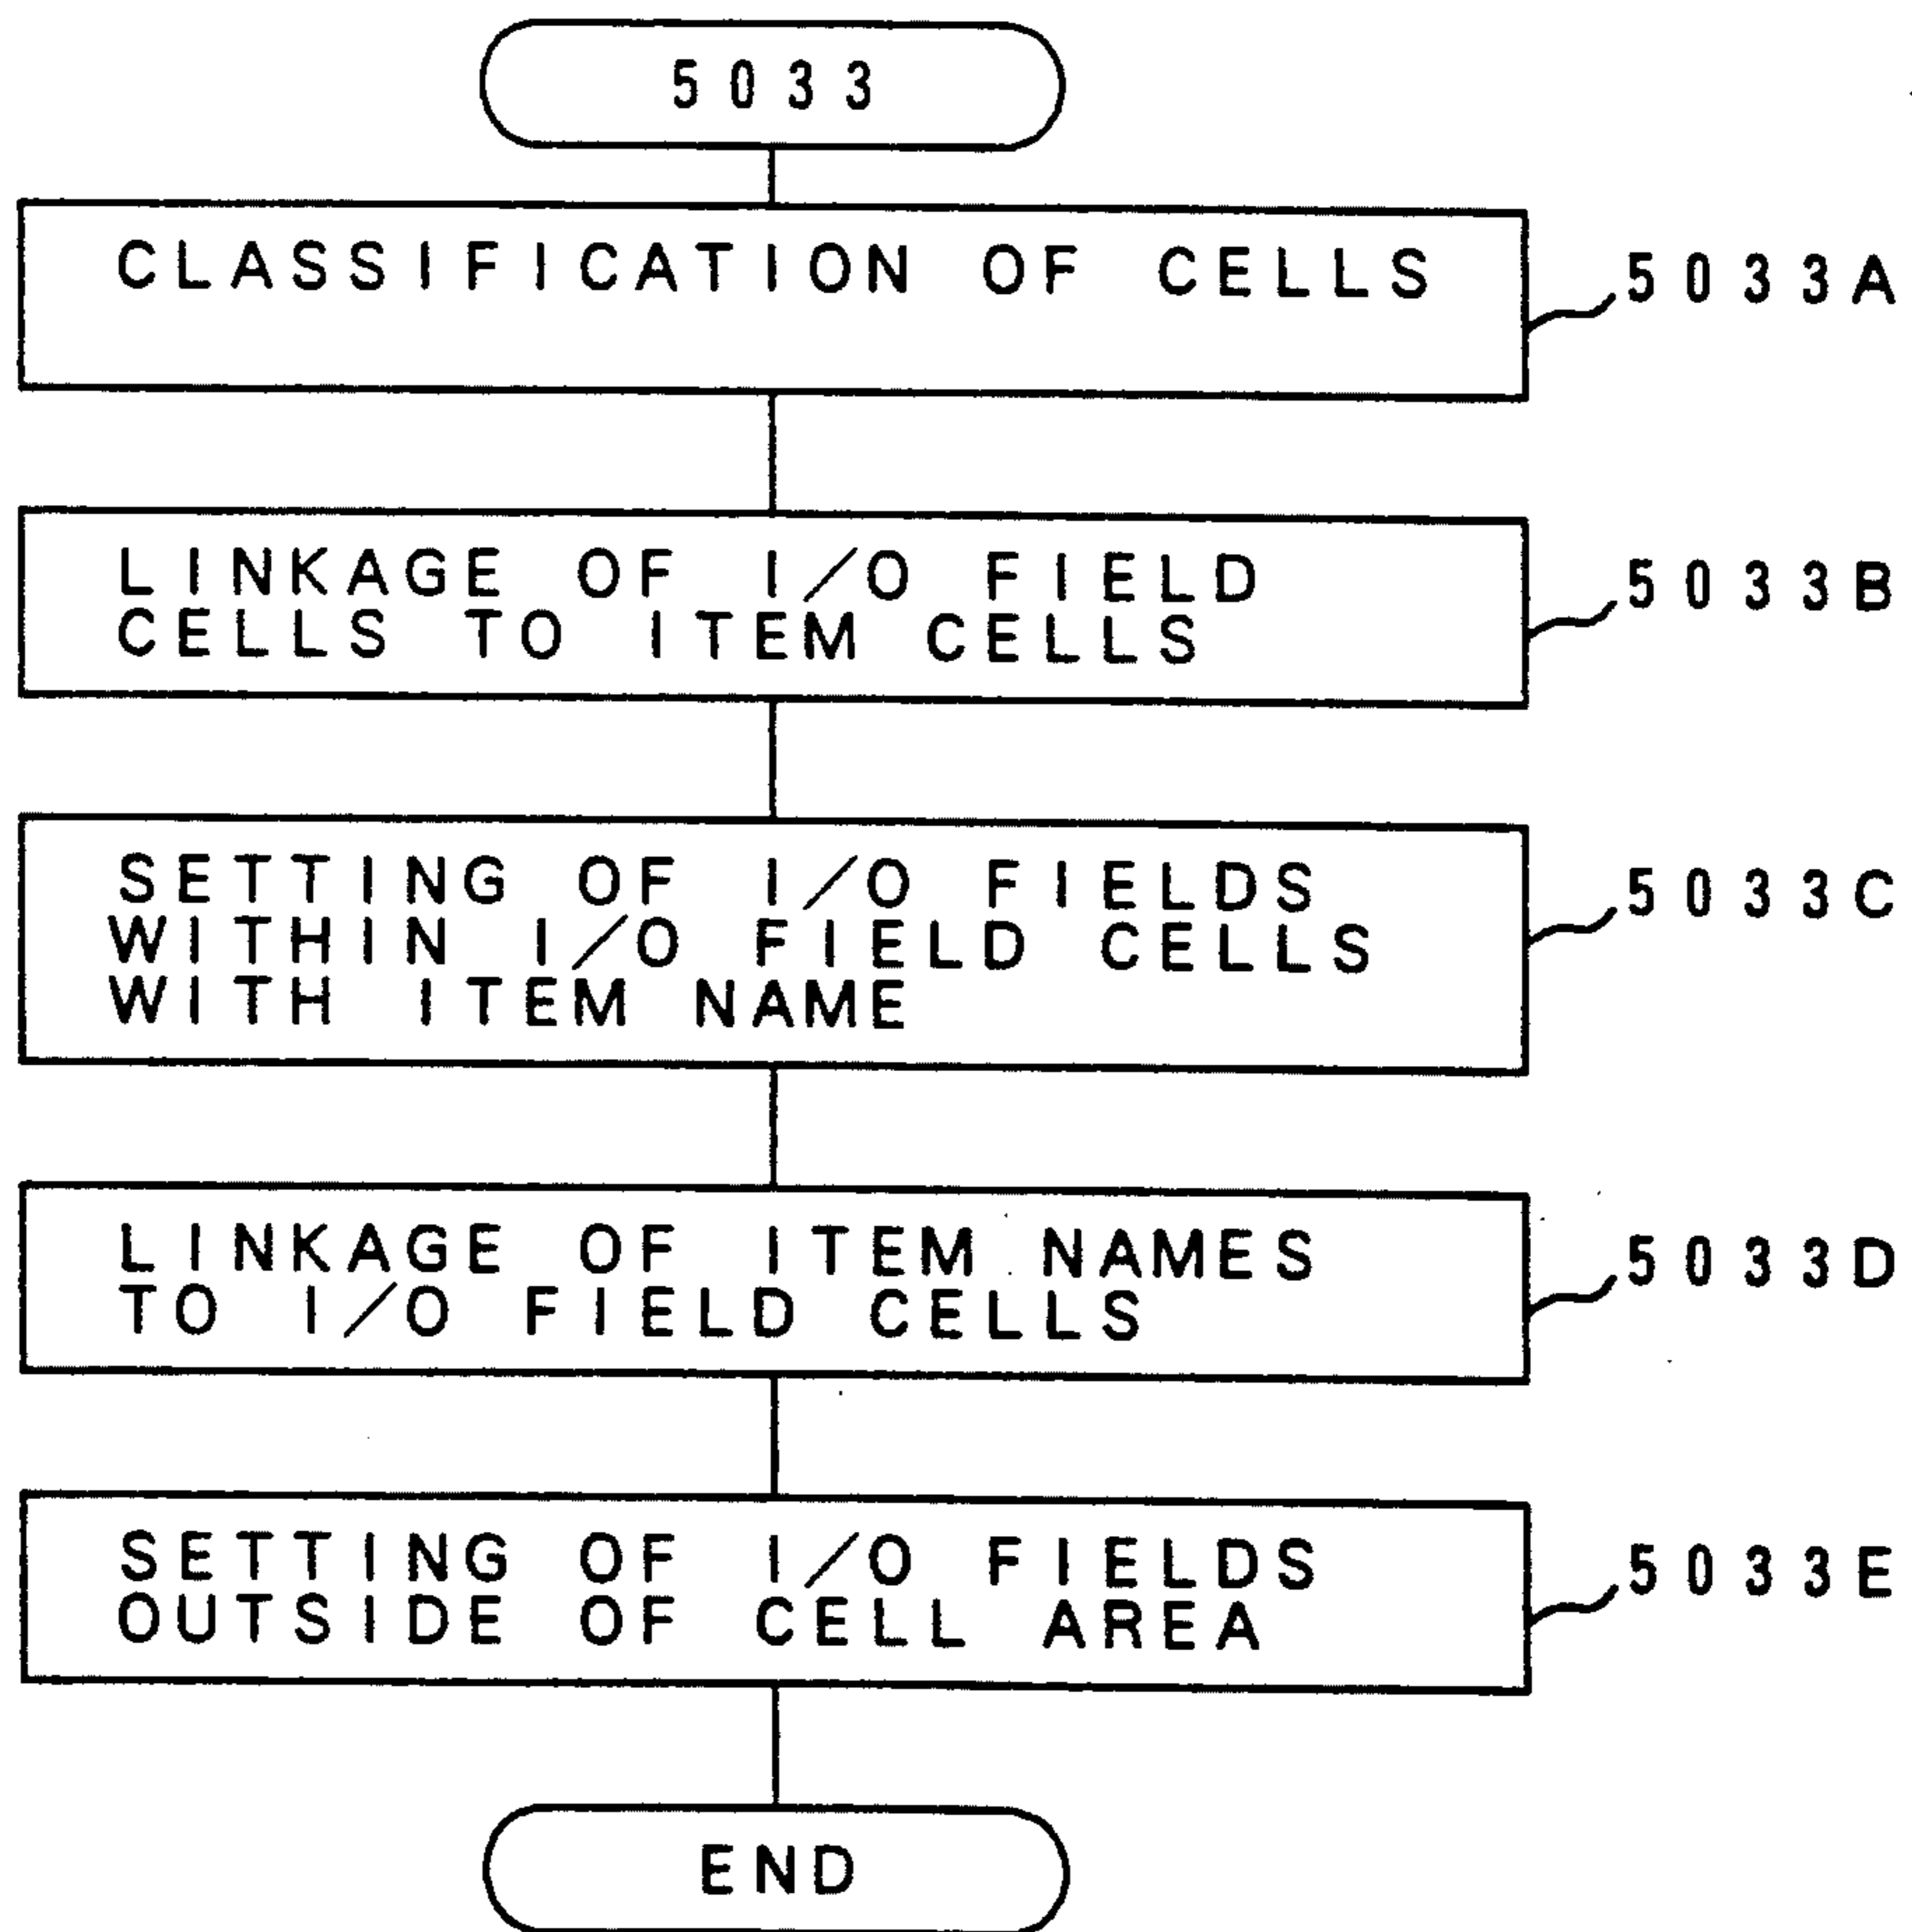 5033
CLASSIFICATION OF CELLS
5033A
LINKAGE OF I/O FIELD
CELLS TO ITEM CELLS
5033B
SETTING OF I/O FIELDS
WITHIN I/O FIELD CELLS
WITH ITEM NAME
5033C
LINKAGE OF ITEM NAMES
TO I/O FIELD CELLS
5033D
SETTING OF I/O FIELDS
OUTSIDE OF CELL AREA
5033E
END